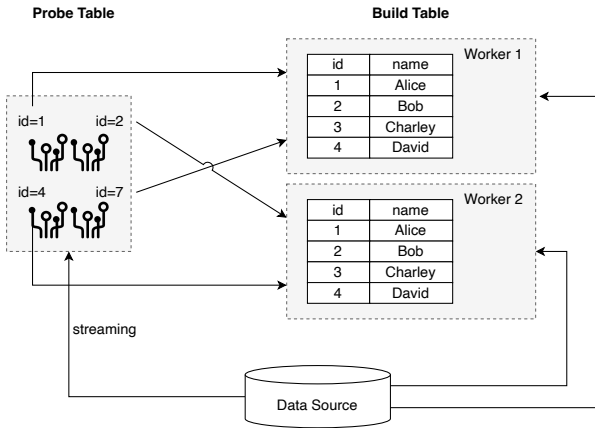 Probe Table
Build Table
Worker 1
id name
1 Alice
2 Bob
3 Charley
4 David
id=1 id=2
id=4 id=7
Worker 2
id name
1 Alice
2 Bob
3 Charley
4 David
streaming
Data Source